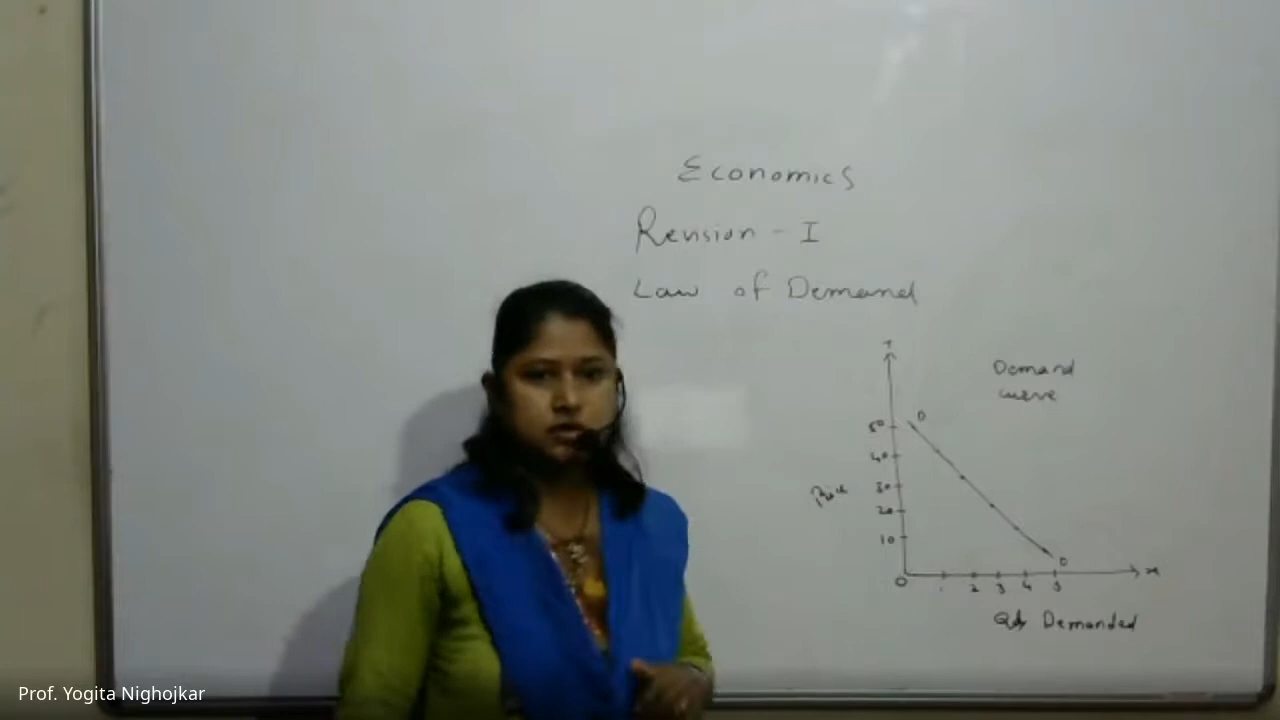 Economics
Revision - I
Law of Demand
Demand
curve
D
50
40
Price
30
20
10
D
O
x
1 2 3 4 5
Qty Demanded
Prof. Yogita Nighojkar